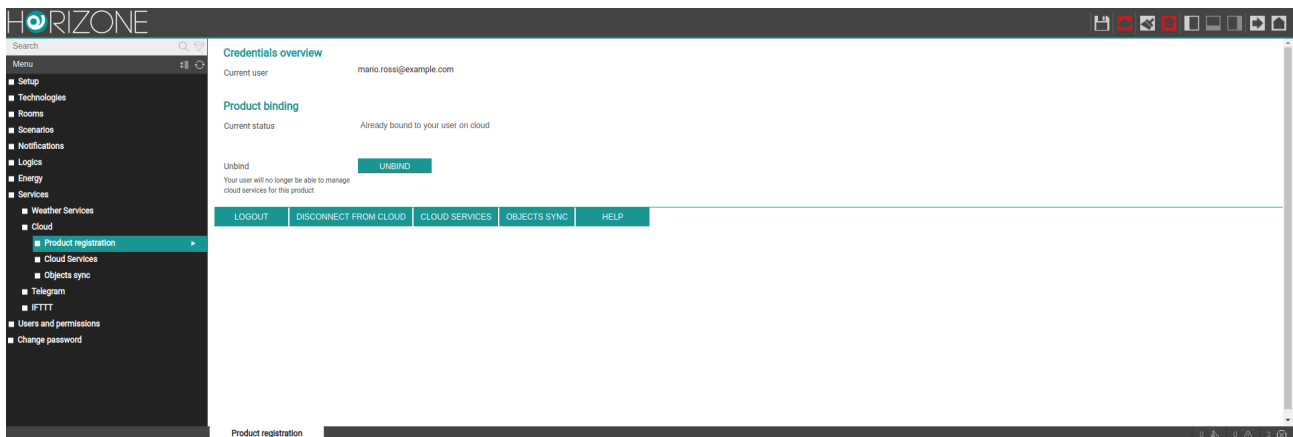 HORIZONE
Search
Menu
Setup
Technologies
Rooms
Scenarios
Notifications
Logics
Energy
Services
Weather Services
Cloud
Product registration
Cloud Services
Objects sync
Telegram
IFTTT
Users and permissions
Change password
Credentials overview
Current user mario.rossi@example.com
Product binding
Current status Already bound to your user on cloud
Unbind UNBIND
Your user will no longer be able to manage
cloud services for this product
LOGOUT DISCONNECT FROM CLOUD CLOUD SERVICES OBJECTS SYNC HELP
Product registration
0 0 2